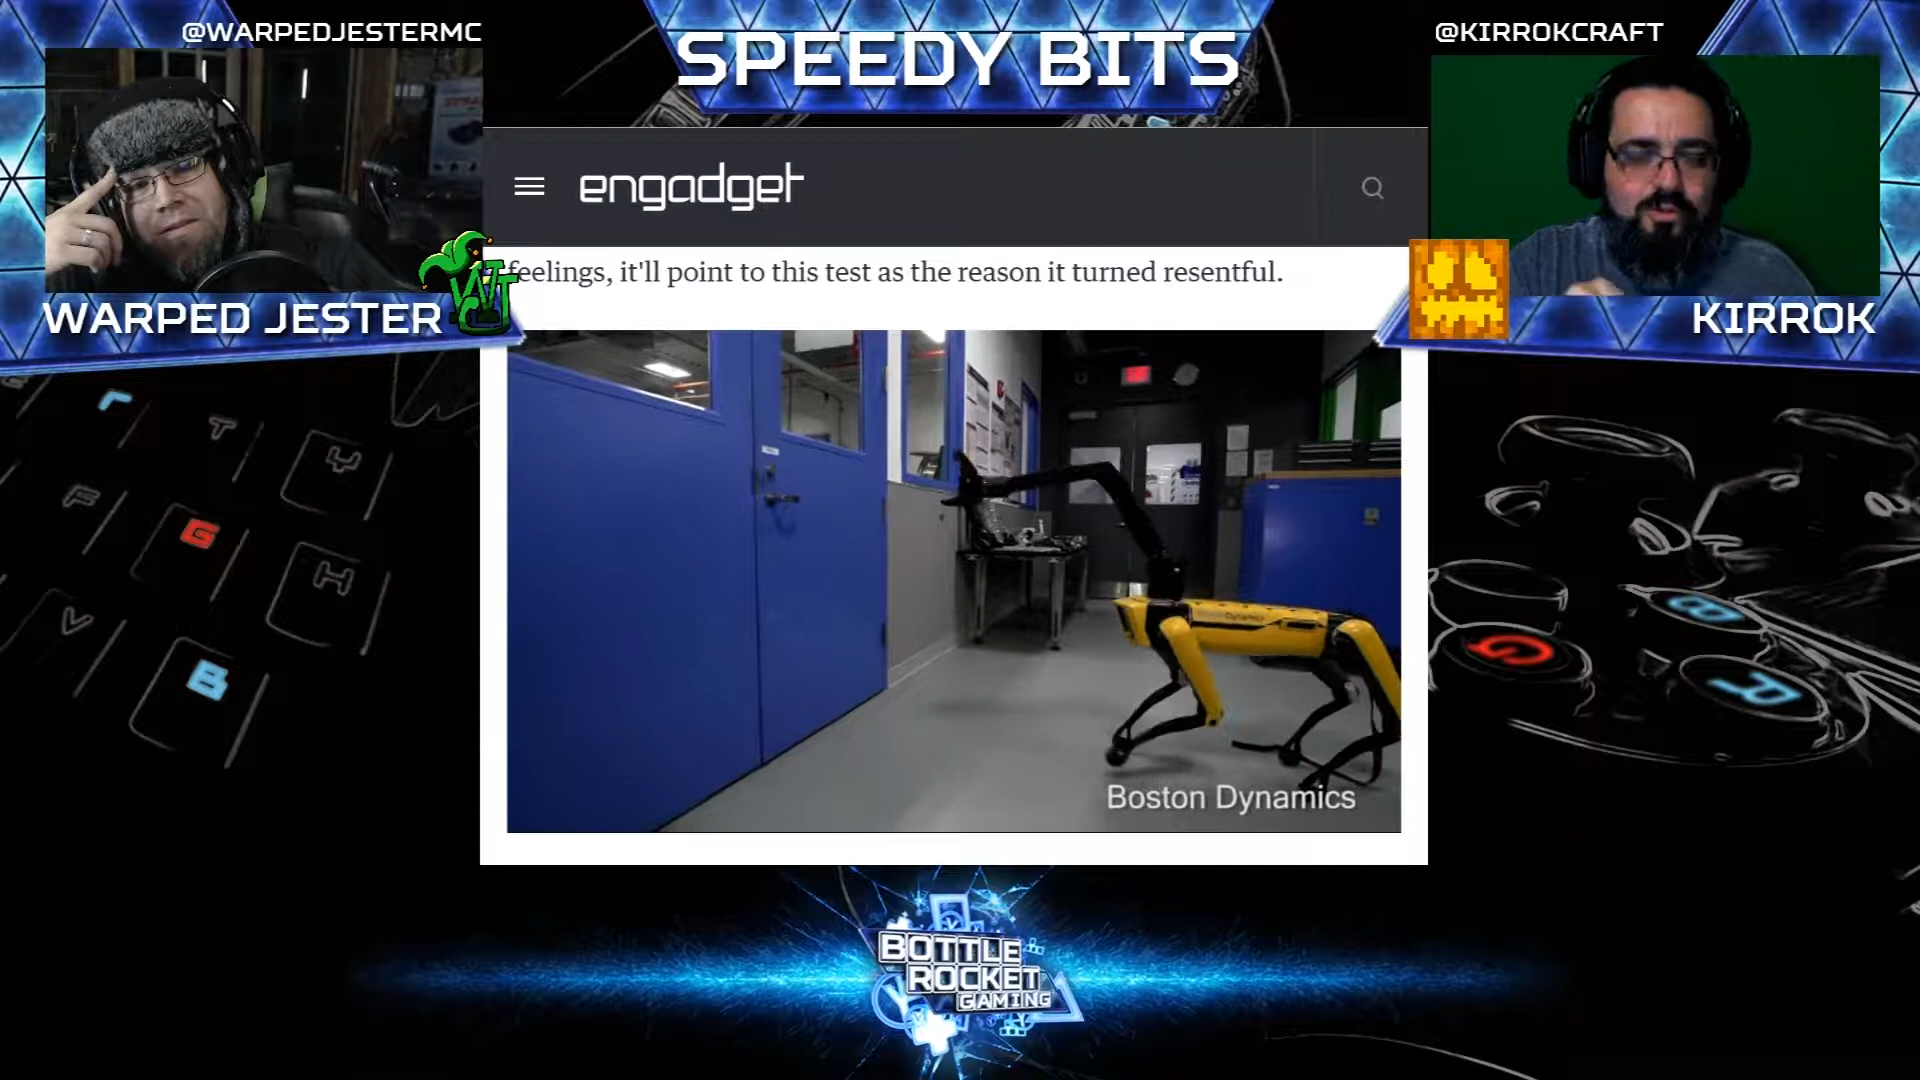 @WARPEDJESTERMC
SPEEDY BITS
@KIRROKCRAFT
engadget
feelings, it'll point to this test as the reason it turned resentful.
WARPED JESTER
WJ
KIRROK
Boston Dynamics
r
T
Y
F
G
H
V
B
G
B
R
BOTTLE
ROCKET
GAMING